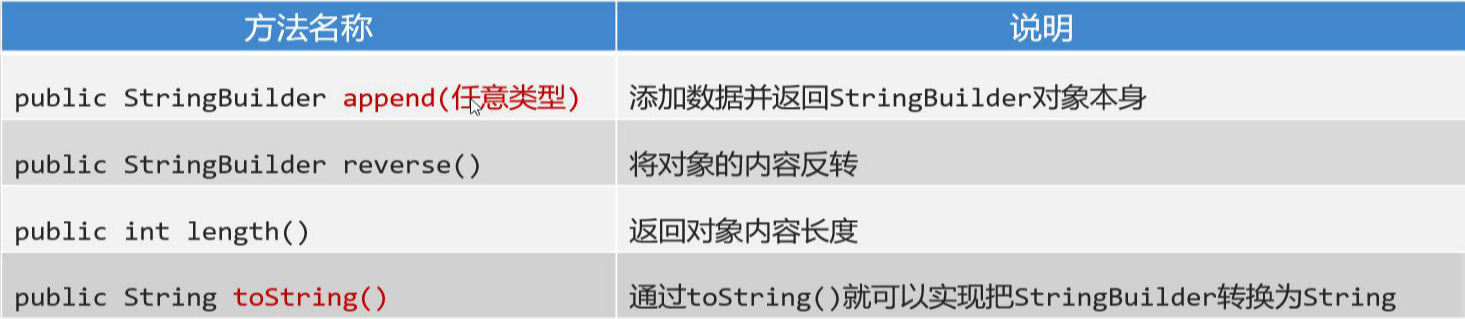 方法名称 说明
public StringBuilder append(任意类型) 添加数据并返回StringBuilder对象本身
public StringBuilder reverse() 将对象的内容反转
public int length() 返回对象内容长度
public String toString() 通过toString()就可以实现把StringBuilder转换为String